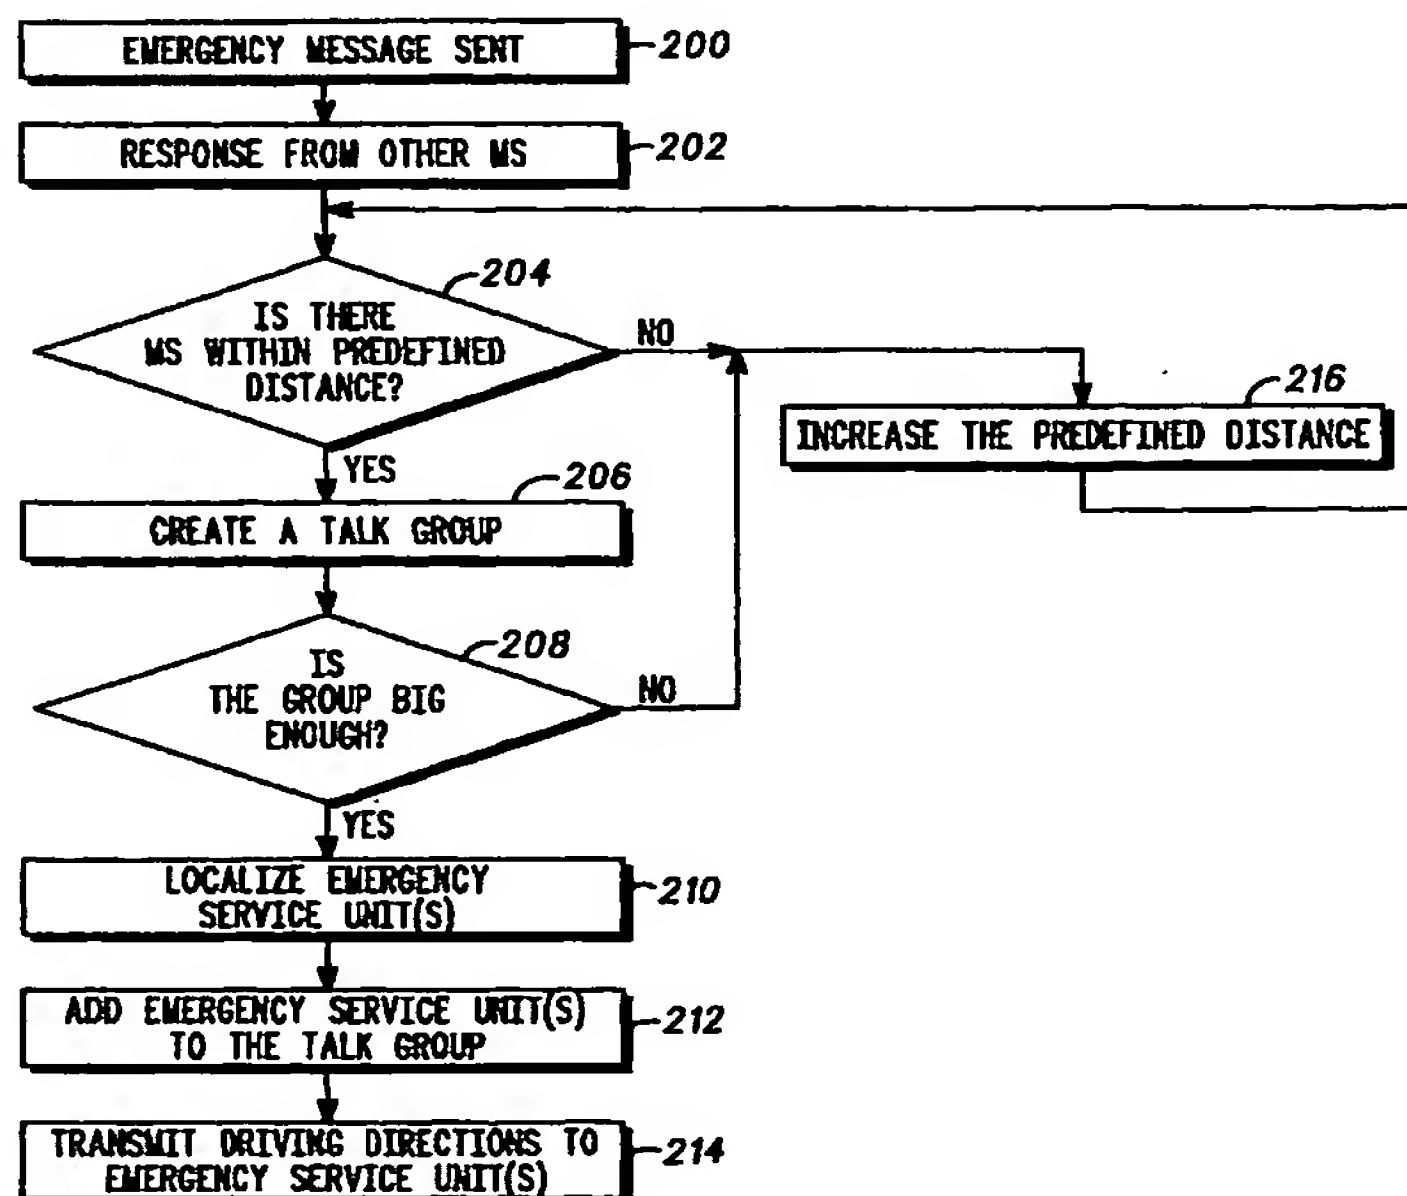 EMERGENCY MESSAGE SENT
200
RESPONSE FROM OTHER MS
202
204
IS THERE
MS WITHIN PREDEFINED
DISTANCE?
NO
216
INCREASE THE PREDEFINED DISTANCE
YES
206
CREATE A TALK GROUP
208
IS
THE GROUP BIG
ENOUGH?
NO
YES
LOCALIZE EMERGENCY
SERVICE UNIT(S)
210
ADD EMERGENCY SERVICE UNIT(S)
TO THE TALK GROUP
212
TRANSMIT DRIVING DIRECTIONS TO
EMERGENCY SERVICE UNIT(S)
214